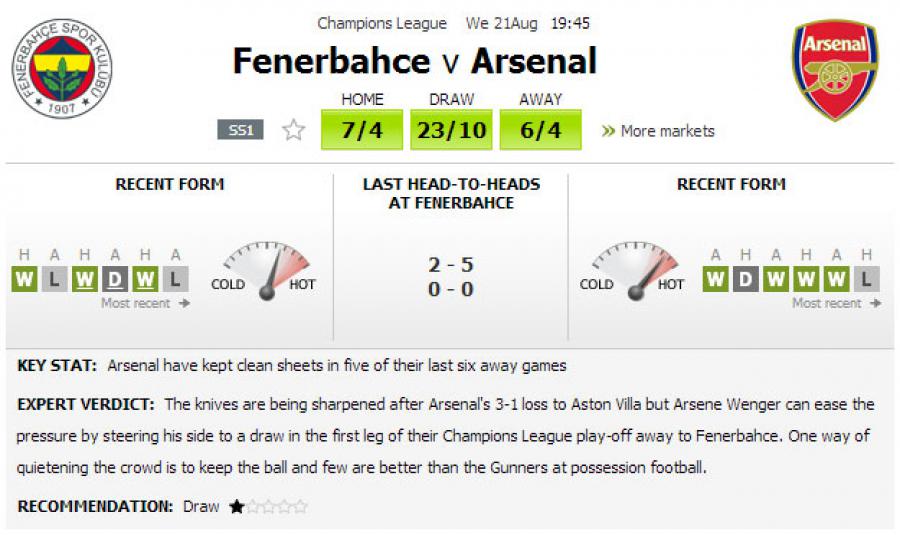 Champions League We 21Aug 19:45
Fenerbahce v Arsenal
FENERBAHÇE SPOR KULÜBÜ
★ 1907 ★
Arsenal
HOME DRAW AWAY
SS1 7/4 23/10 6/4 » More markets
RECENT FORM
LAST HEAD-TO-HEADS
AT FENERBAHCE
RECENT FORM
H A H A H A
W L W D W L
COLD HOT
Most recent
2 - 5
0 - 0
COLD HOT
A H A H A H
W D W W W L
Most recent
KEY STAT: Arsenal have kept clean sheets in five of their last six away games
EXPERT VERDICT: The knives are being sharpened after Arsenal's 3-1 loss to Aston Villa but Arsene Wenger can ease the
pressure by steering his side to a draw in the first leg of their Champions League play-off away to Fenerbahce. One way of
quietening the crowd is to keep the ball and few are better than the Gunners at possession football.
RECOMMENDATION: Draw ★☆☆☆☆